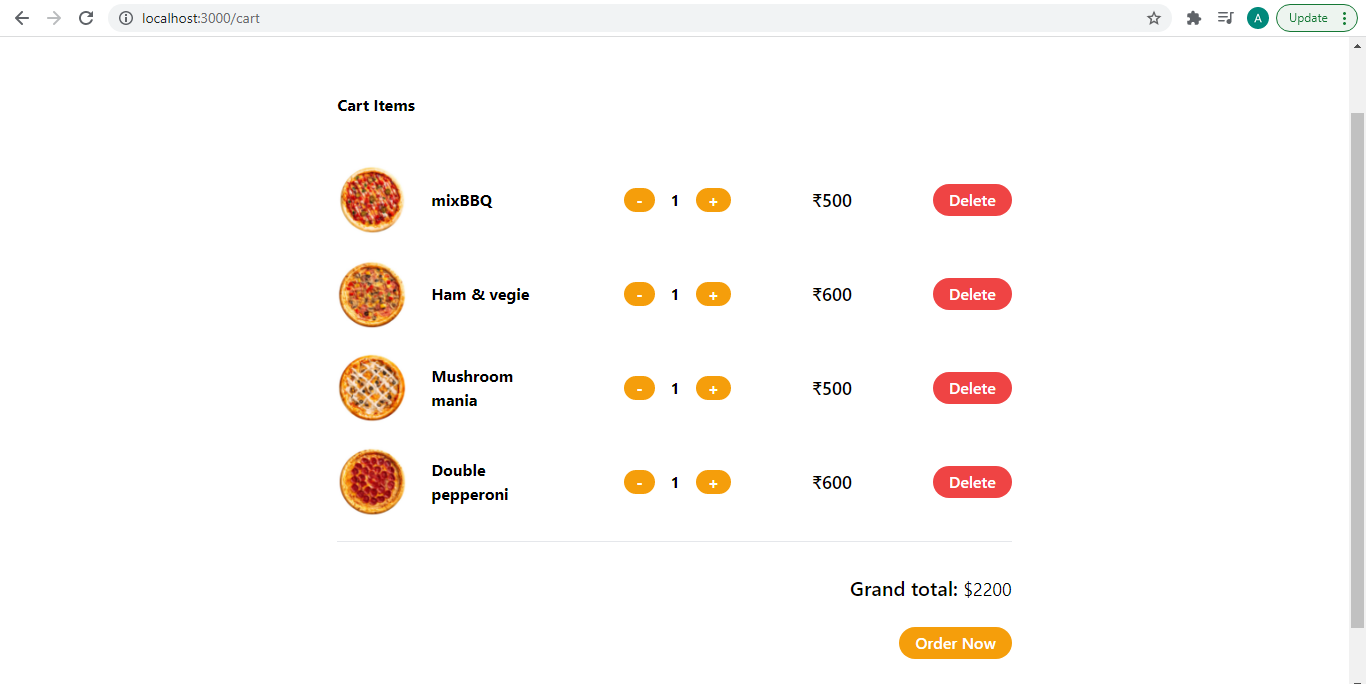 localhost:3000/cart
A
Update
Cart Items
mixBBQ - 1 + ₹500 Delete
Ham & vegie - 1 + ₹600 Delete
Mushroom
mania - 1 + ₹500 Delete
Double
pepperoni - 1 + ₹600 Delete
Grand total: $2200
Order Now